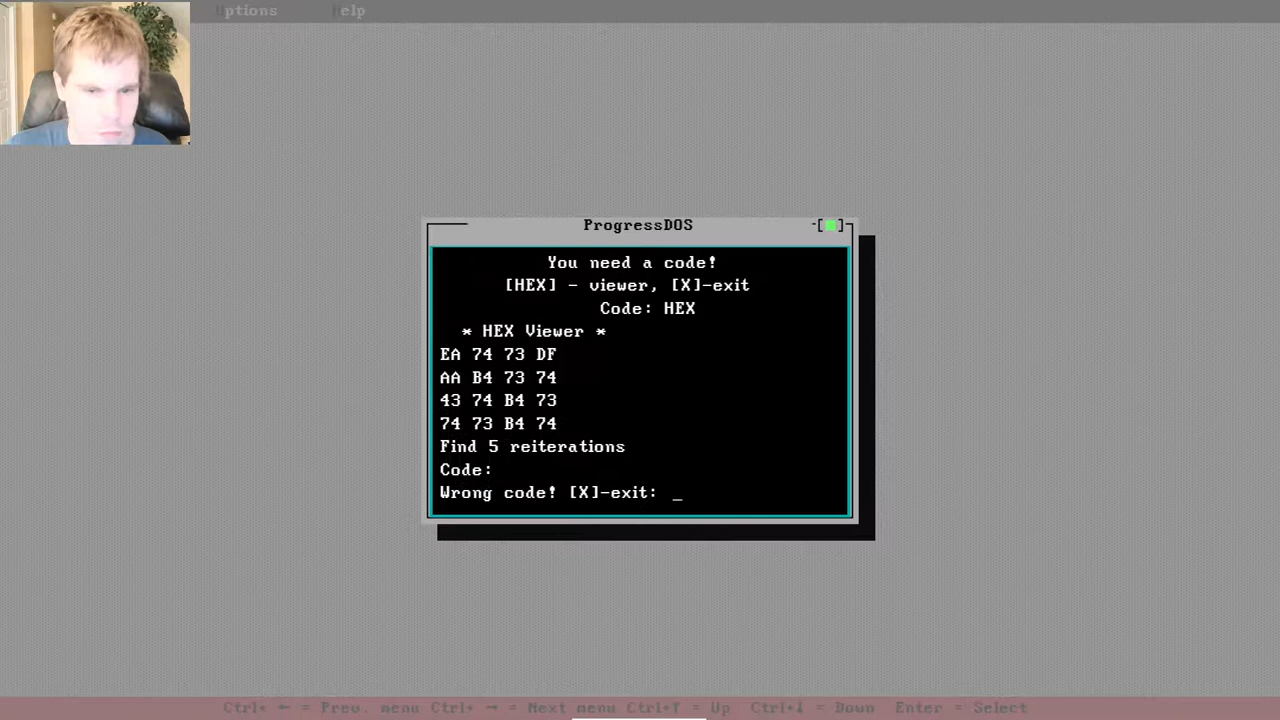 Options Help
ProgressDOS
You need a code!
[HEX] - viewer, [X]-exit
Code: HEX
* HEX Viewer *
EA 74 73 DF
AA B4 73 74
43 74 B4 73
74 73 B4 74
Find 5 reiterations
Code:
Wrong code! [X]-exit: _
Ctrl+ ← = Prev. menu Ctrl+ → = Next menu Ctrl+↑ = Up Ctrl+↓ = Down Enter = Select